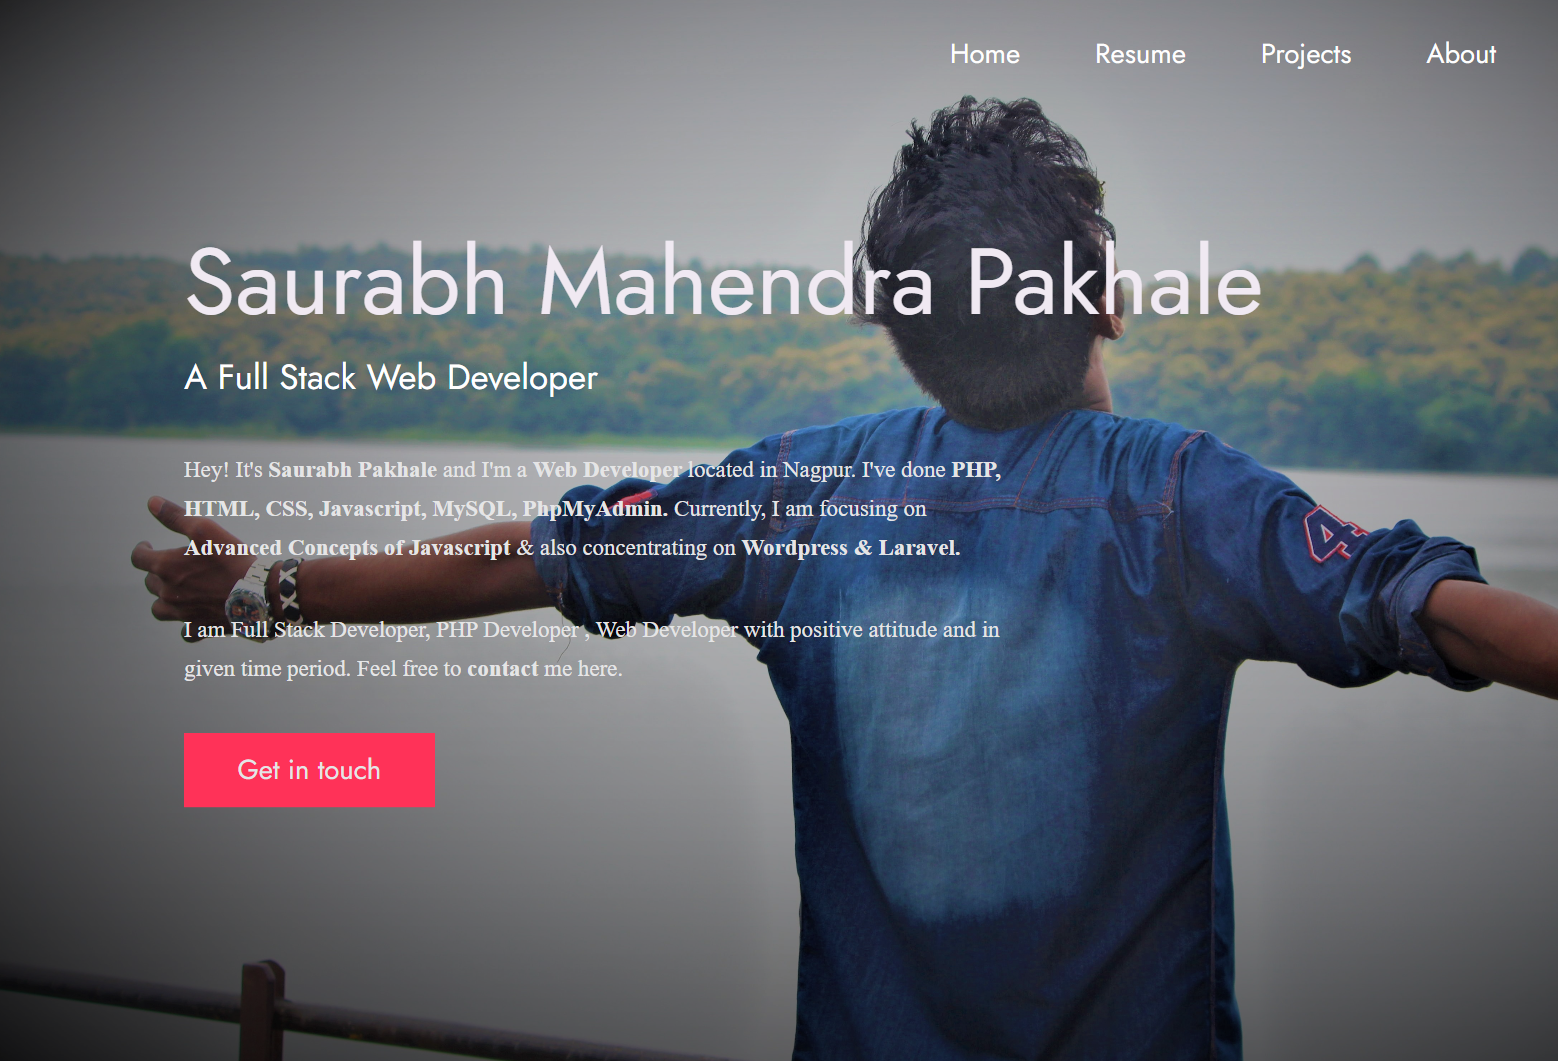 Home Resume Projects About
Saurabh Mahendra Pakhale
A Full Stack Web Developer
Hey! It's Saurabh Pakhale and I'm a Web Developer located in Nagpur. I've done PHP,
HTML, CSS, Javascript, MySQL, PhpMyAdmin. Currently, I am focusing on
Advanced Concepts of Javascript & also concentrating on Wordpress & Laravel.
4
I am Full Stack Developer, PHP Developer , Web Developer with positive attitude and in
given time period. Feel free to contact me here.
Get in touch